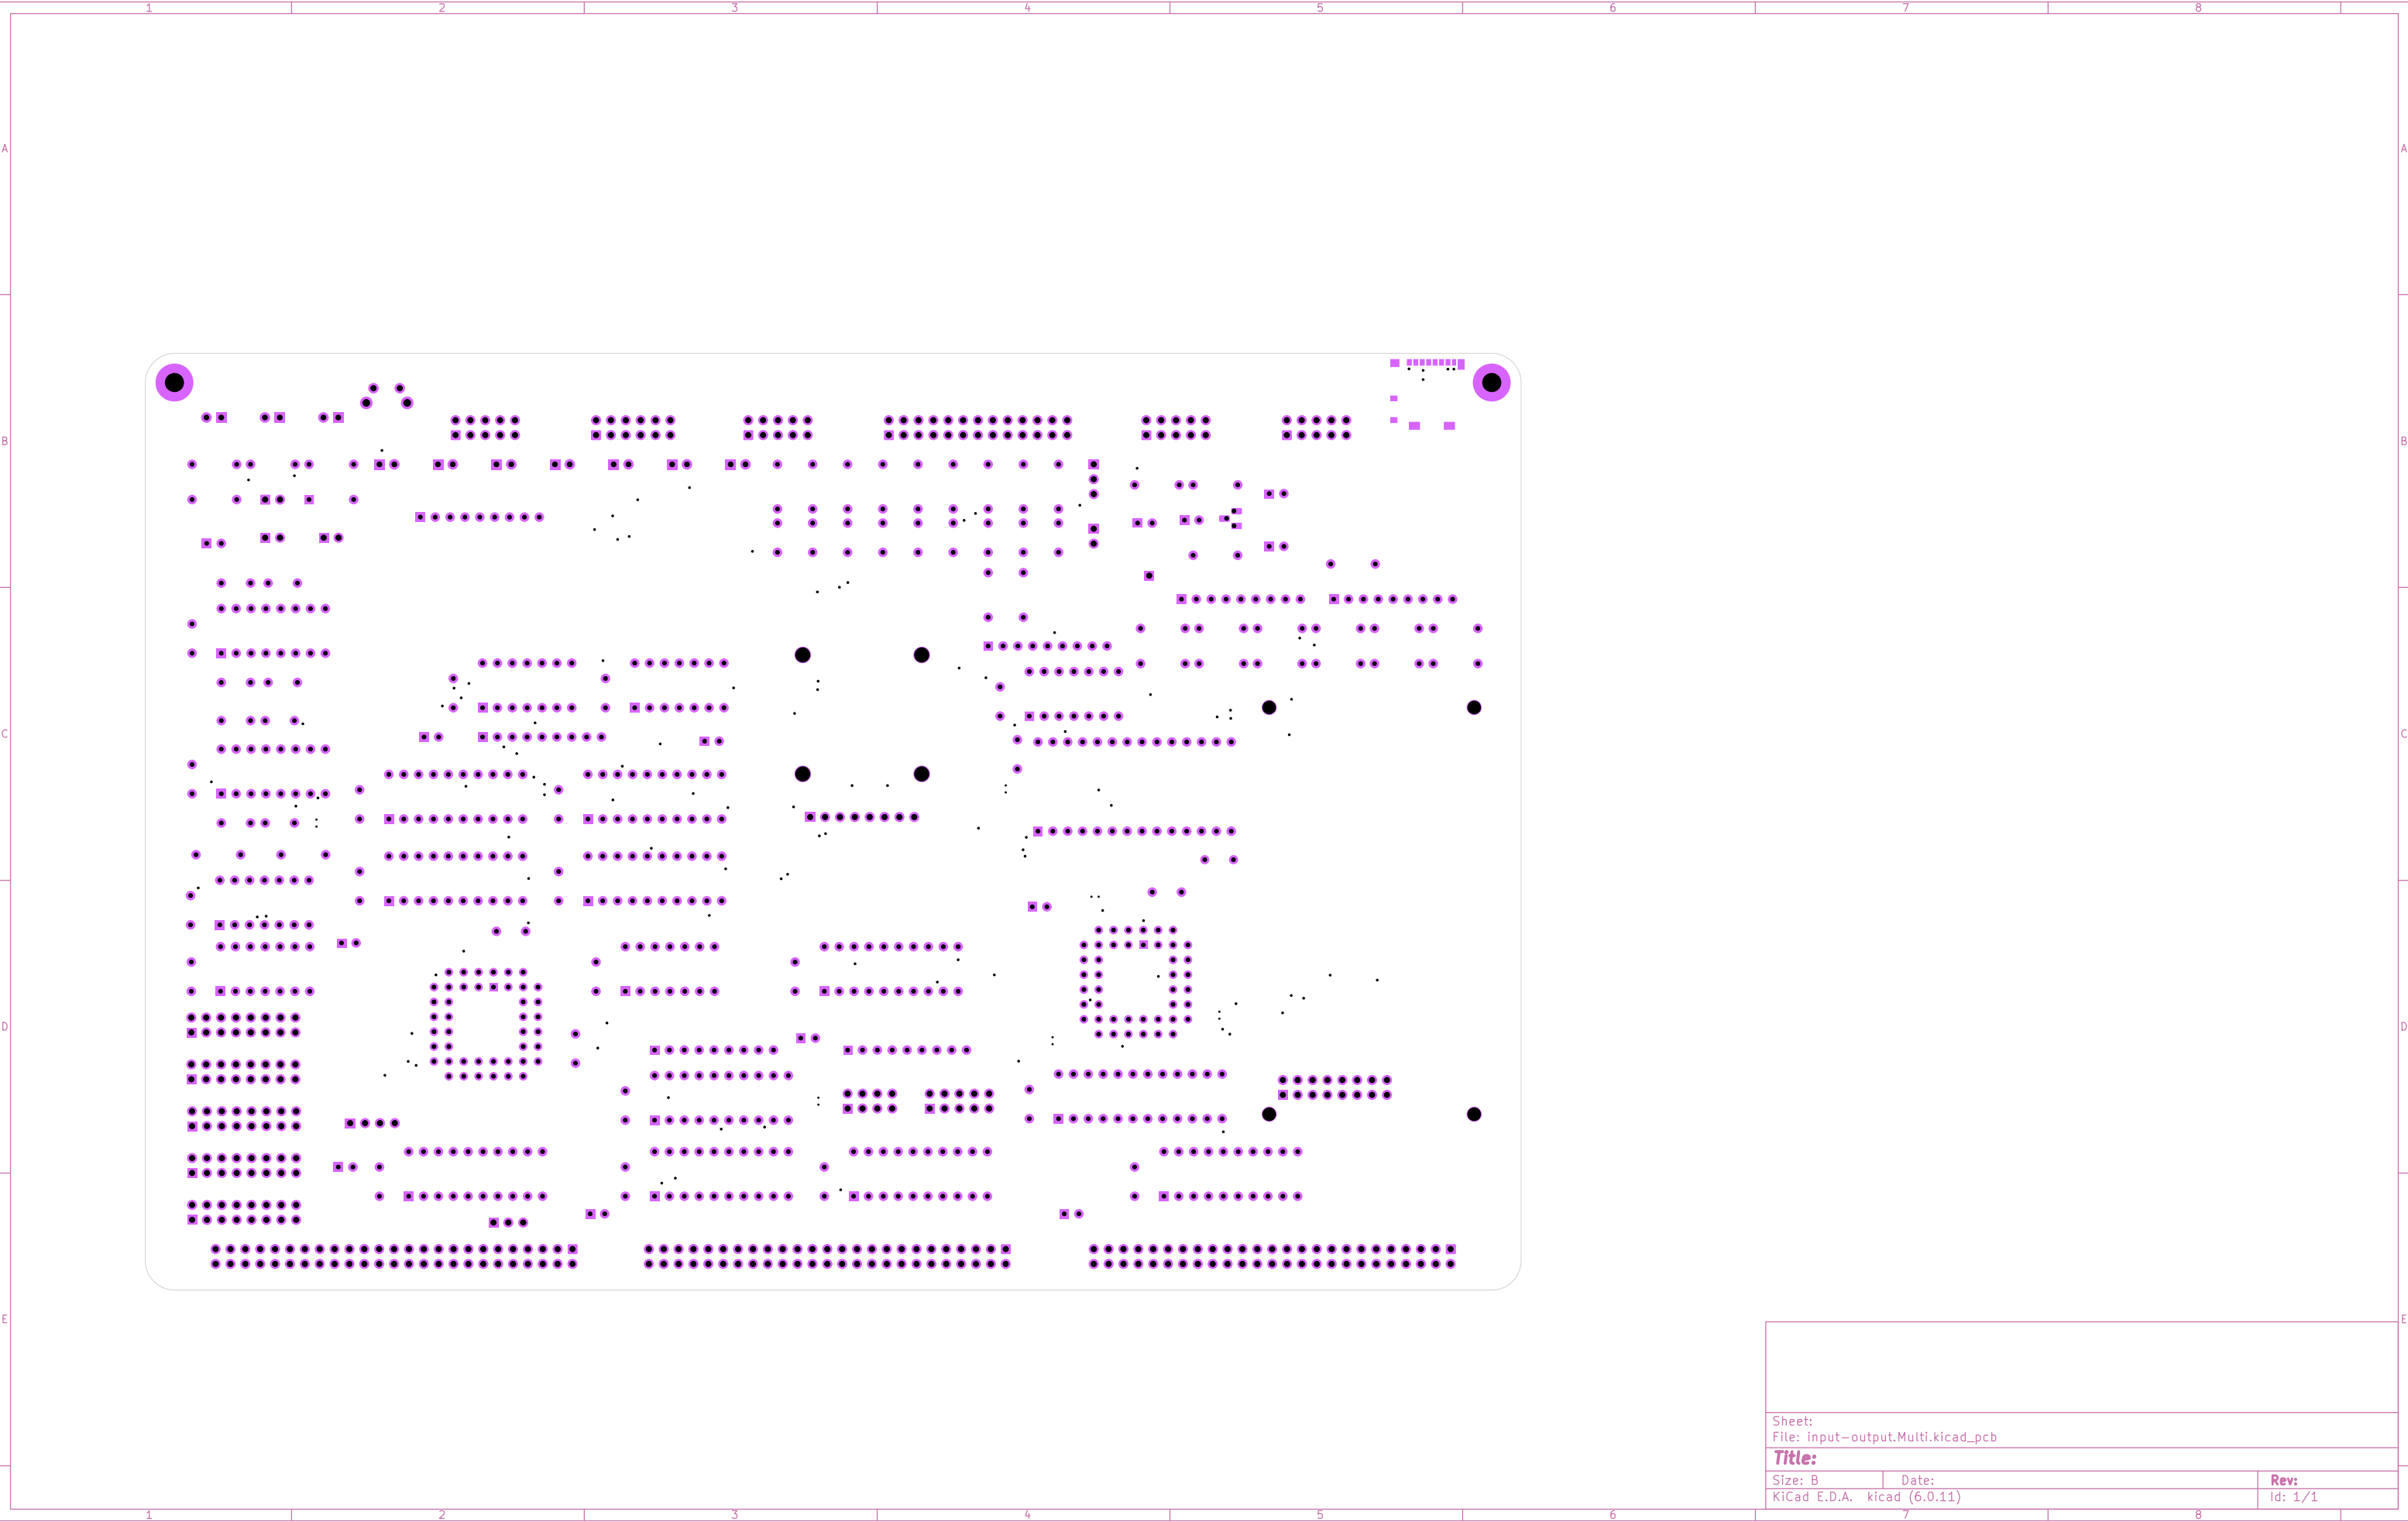 1 2 3 4 5 6 7 8
A A
B B
C C
D D
E E
Sheet:
File: input-output.Multi.kicad_pcb
Title:
Size: B Date: Rev:
KiCad E.D.A. kicad (6.0.11) Id: 1/1
1 2 3 4 5 6 7 8